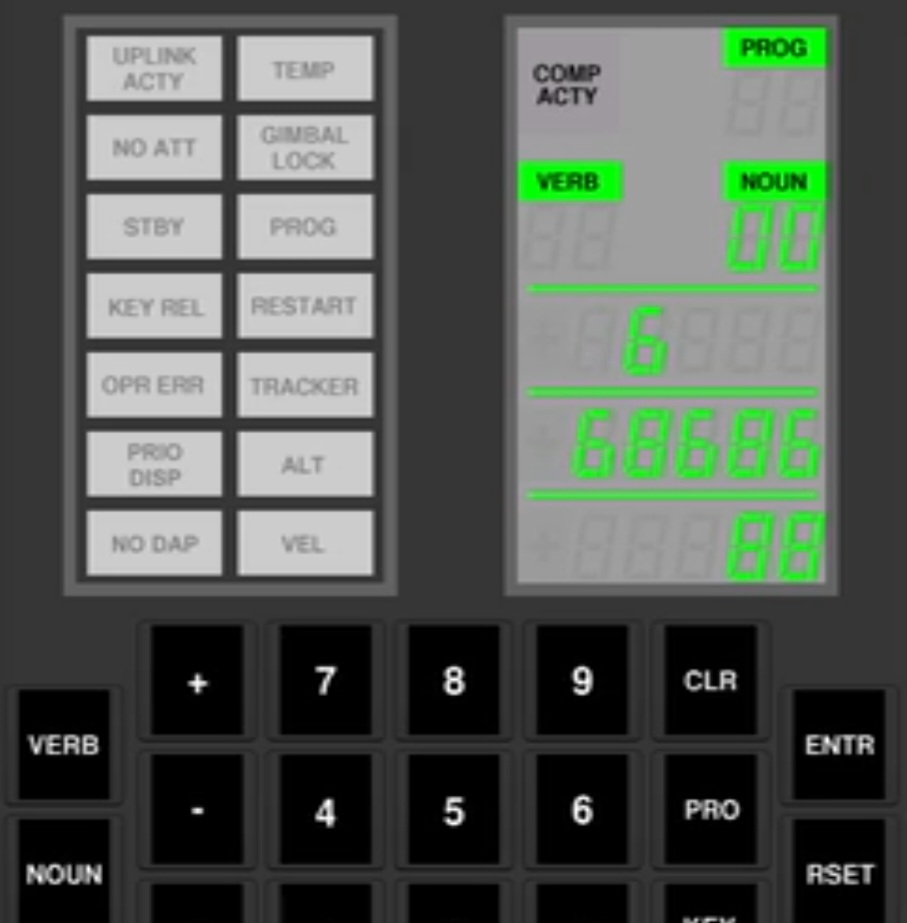 UPLINK
ACTY
TEMP
NO ATT
GIMBAL
LOCK
STBY
PROG
KEY REL
RESTART
OPR ERR
TRACKER
PRIO
DISP
ALT
NO DAP
VEL
COMP
ACTY
PROG
VERB
NOUN
00
6
68686
88
+
7
8
9
CLR
VERB
ENTR
-
4
5
6
PRO
NOUN
RSET